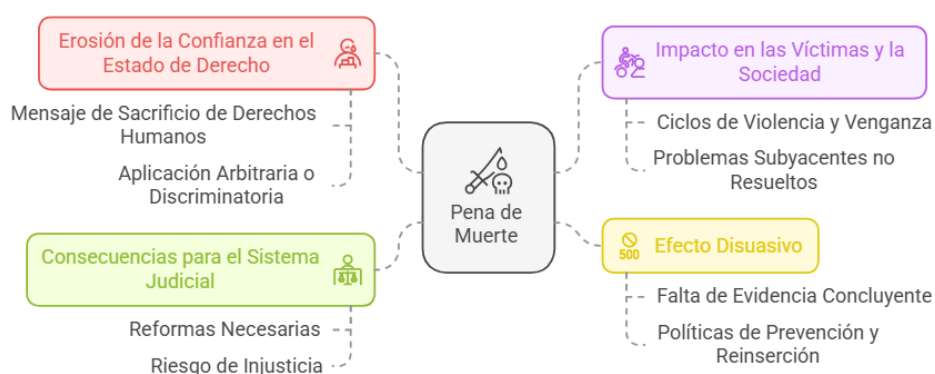 Erosión de la Confianza en el
Estado de Derecho
Mensaje de Sacrificio de Derechos
Humanos
Aplicación Arbitraria o
Discriminatoria
Consecuencias para el Sistema
Judicial
Reformas Necesarias
Riesgo de Injusticia
Pena de
Muerte
Impacto en las Víctimas y la
Sociedad
Ciclos de Violencia y Venganza
Problemas Subyacentes no
Resueltos
500
Efecto Disuasivo
Falta de Evidencia Concluyente
Políticas de Prevención y
Reinserción